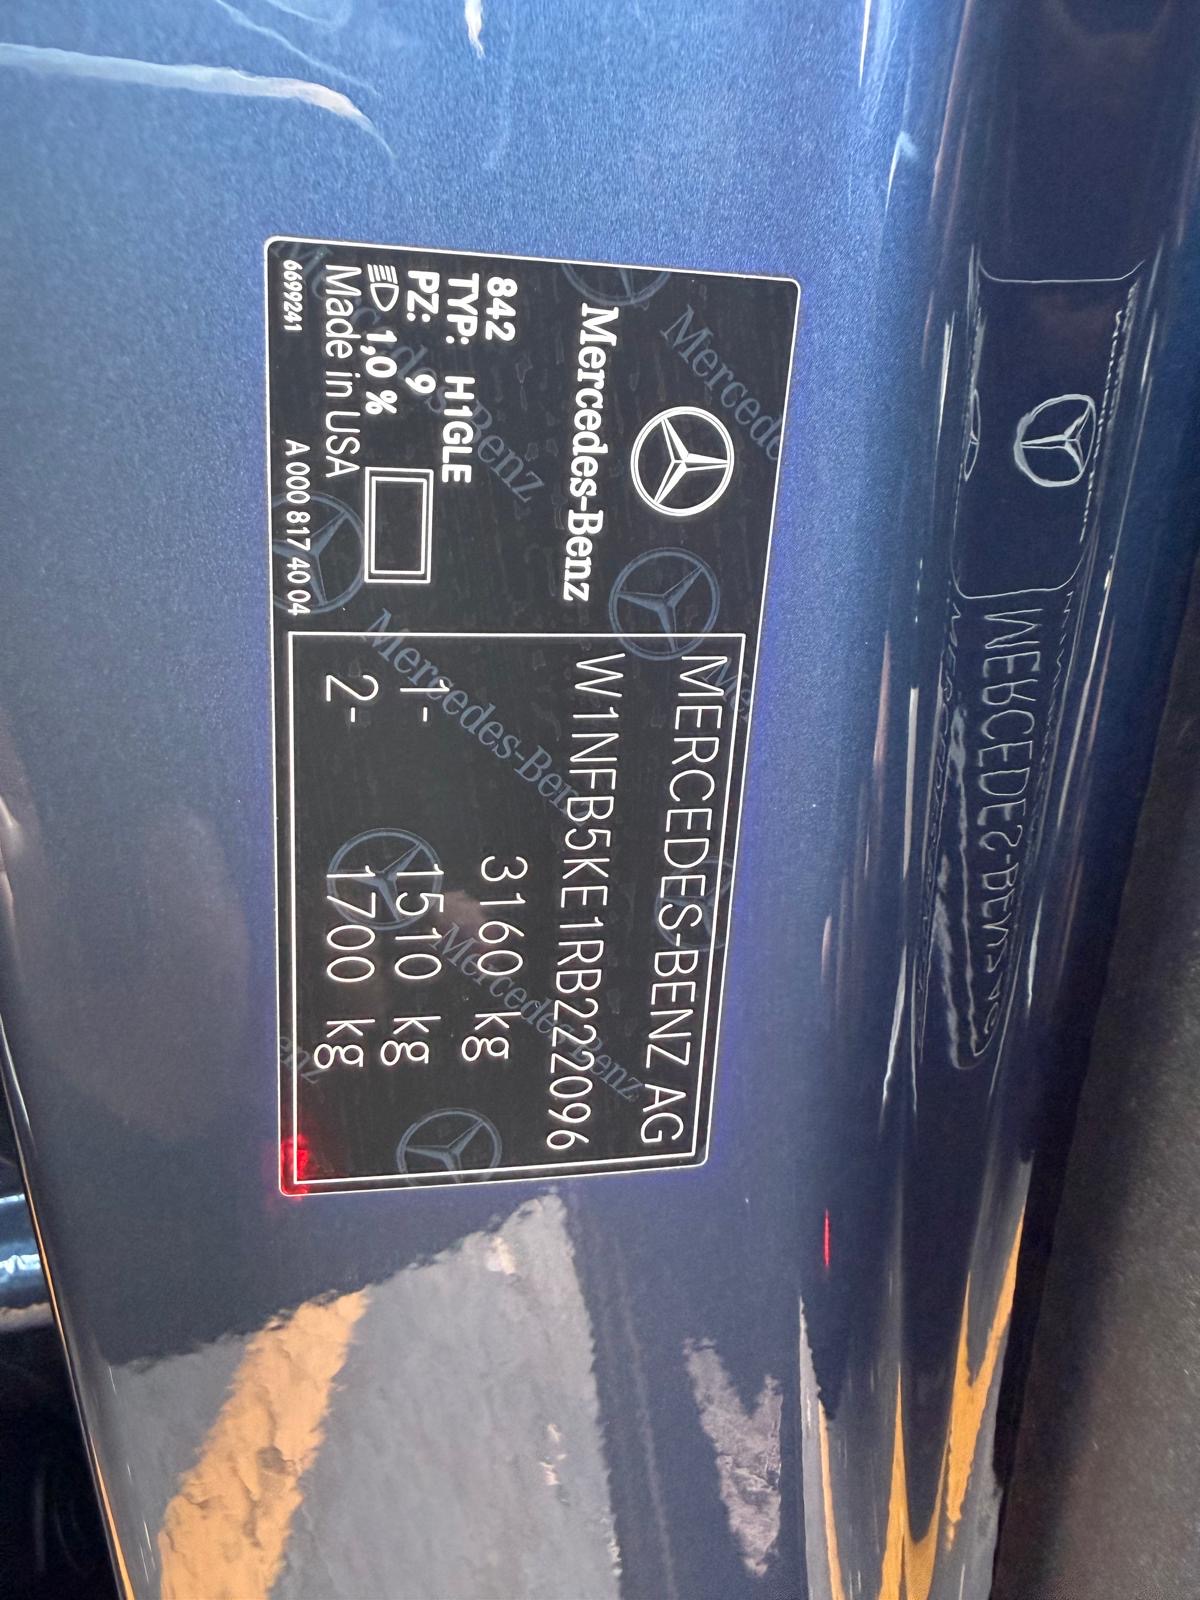 Mercedes-Benz
842
TYP: H1GLE
PZ: 9
1,0 %
Made in USA
6699241 A 000 817 40 04
MERCEDES-BENZ AG
W1NFB5KE1RB222096
3160 kg
1- 1510 kg
2- 1700 kg